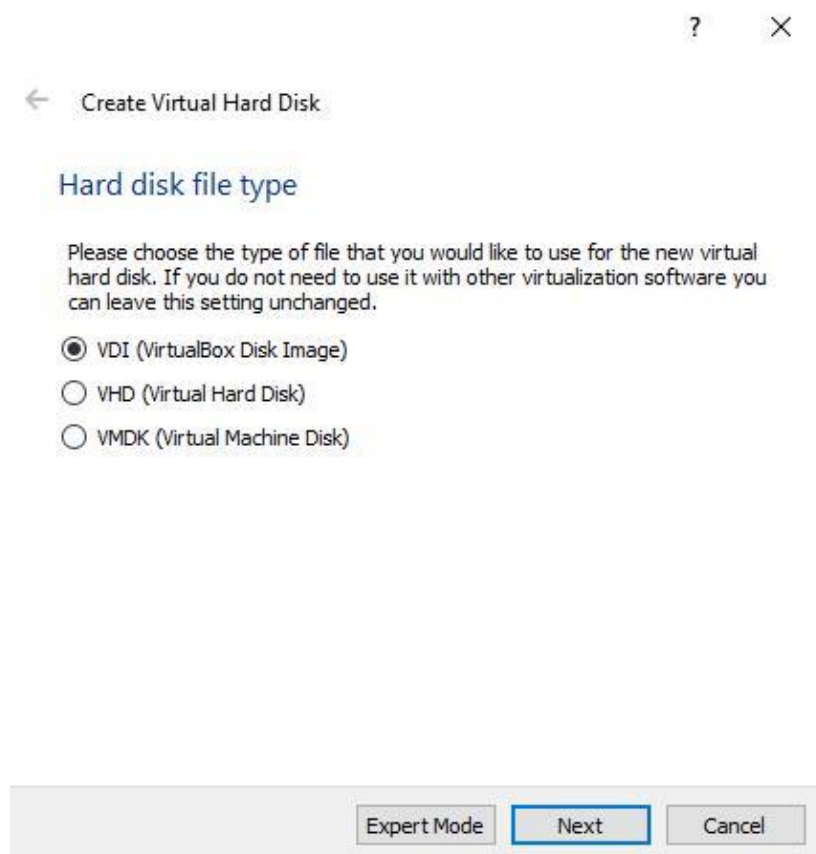 ?
Create Virtual Hard Disk
Hard disk file type
Please choose the type of file that you would like to use for the new virtual
hard disk. If you do not need to use it with other virtualization software you
can leave this setting unchanged.
VDI (VirtualBox Disk Image)
VHD (Virtual Hard Disk)
VMDK (Virtual Machine Disk)
Expert Mode Next Cancel